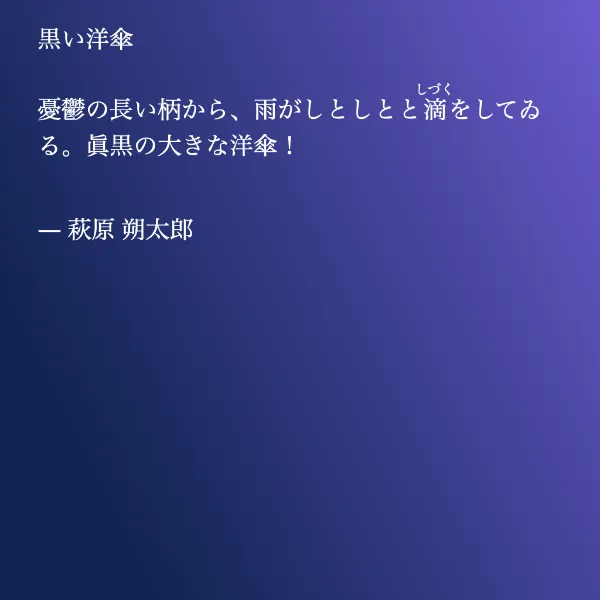 黒い洋傘
憂鬱の長い柄から、雨がしとしとと滴をしてゐ
しづく
る。眞黒の大きな洋傘！
— 萩原 朔太郎